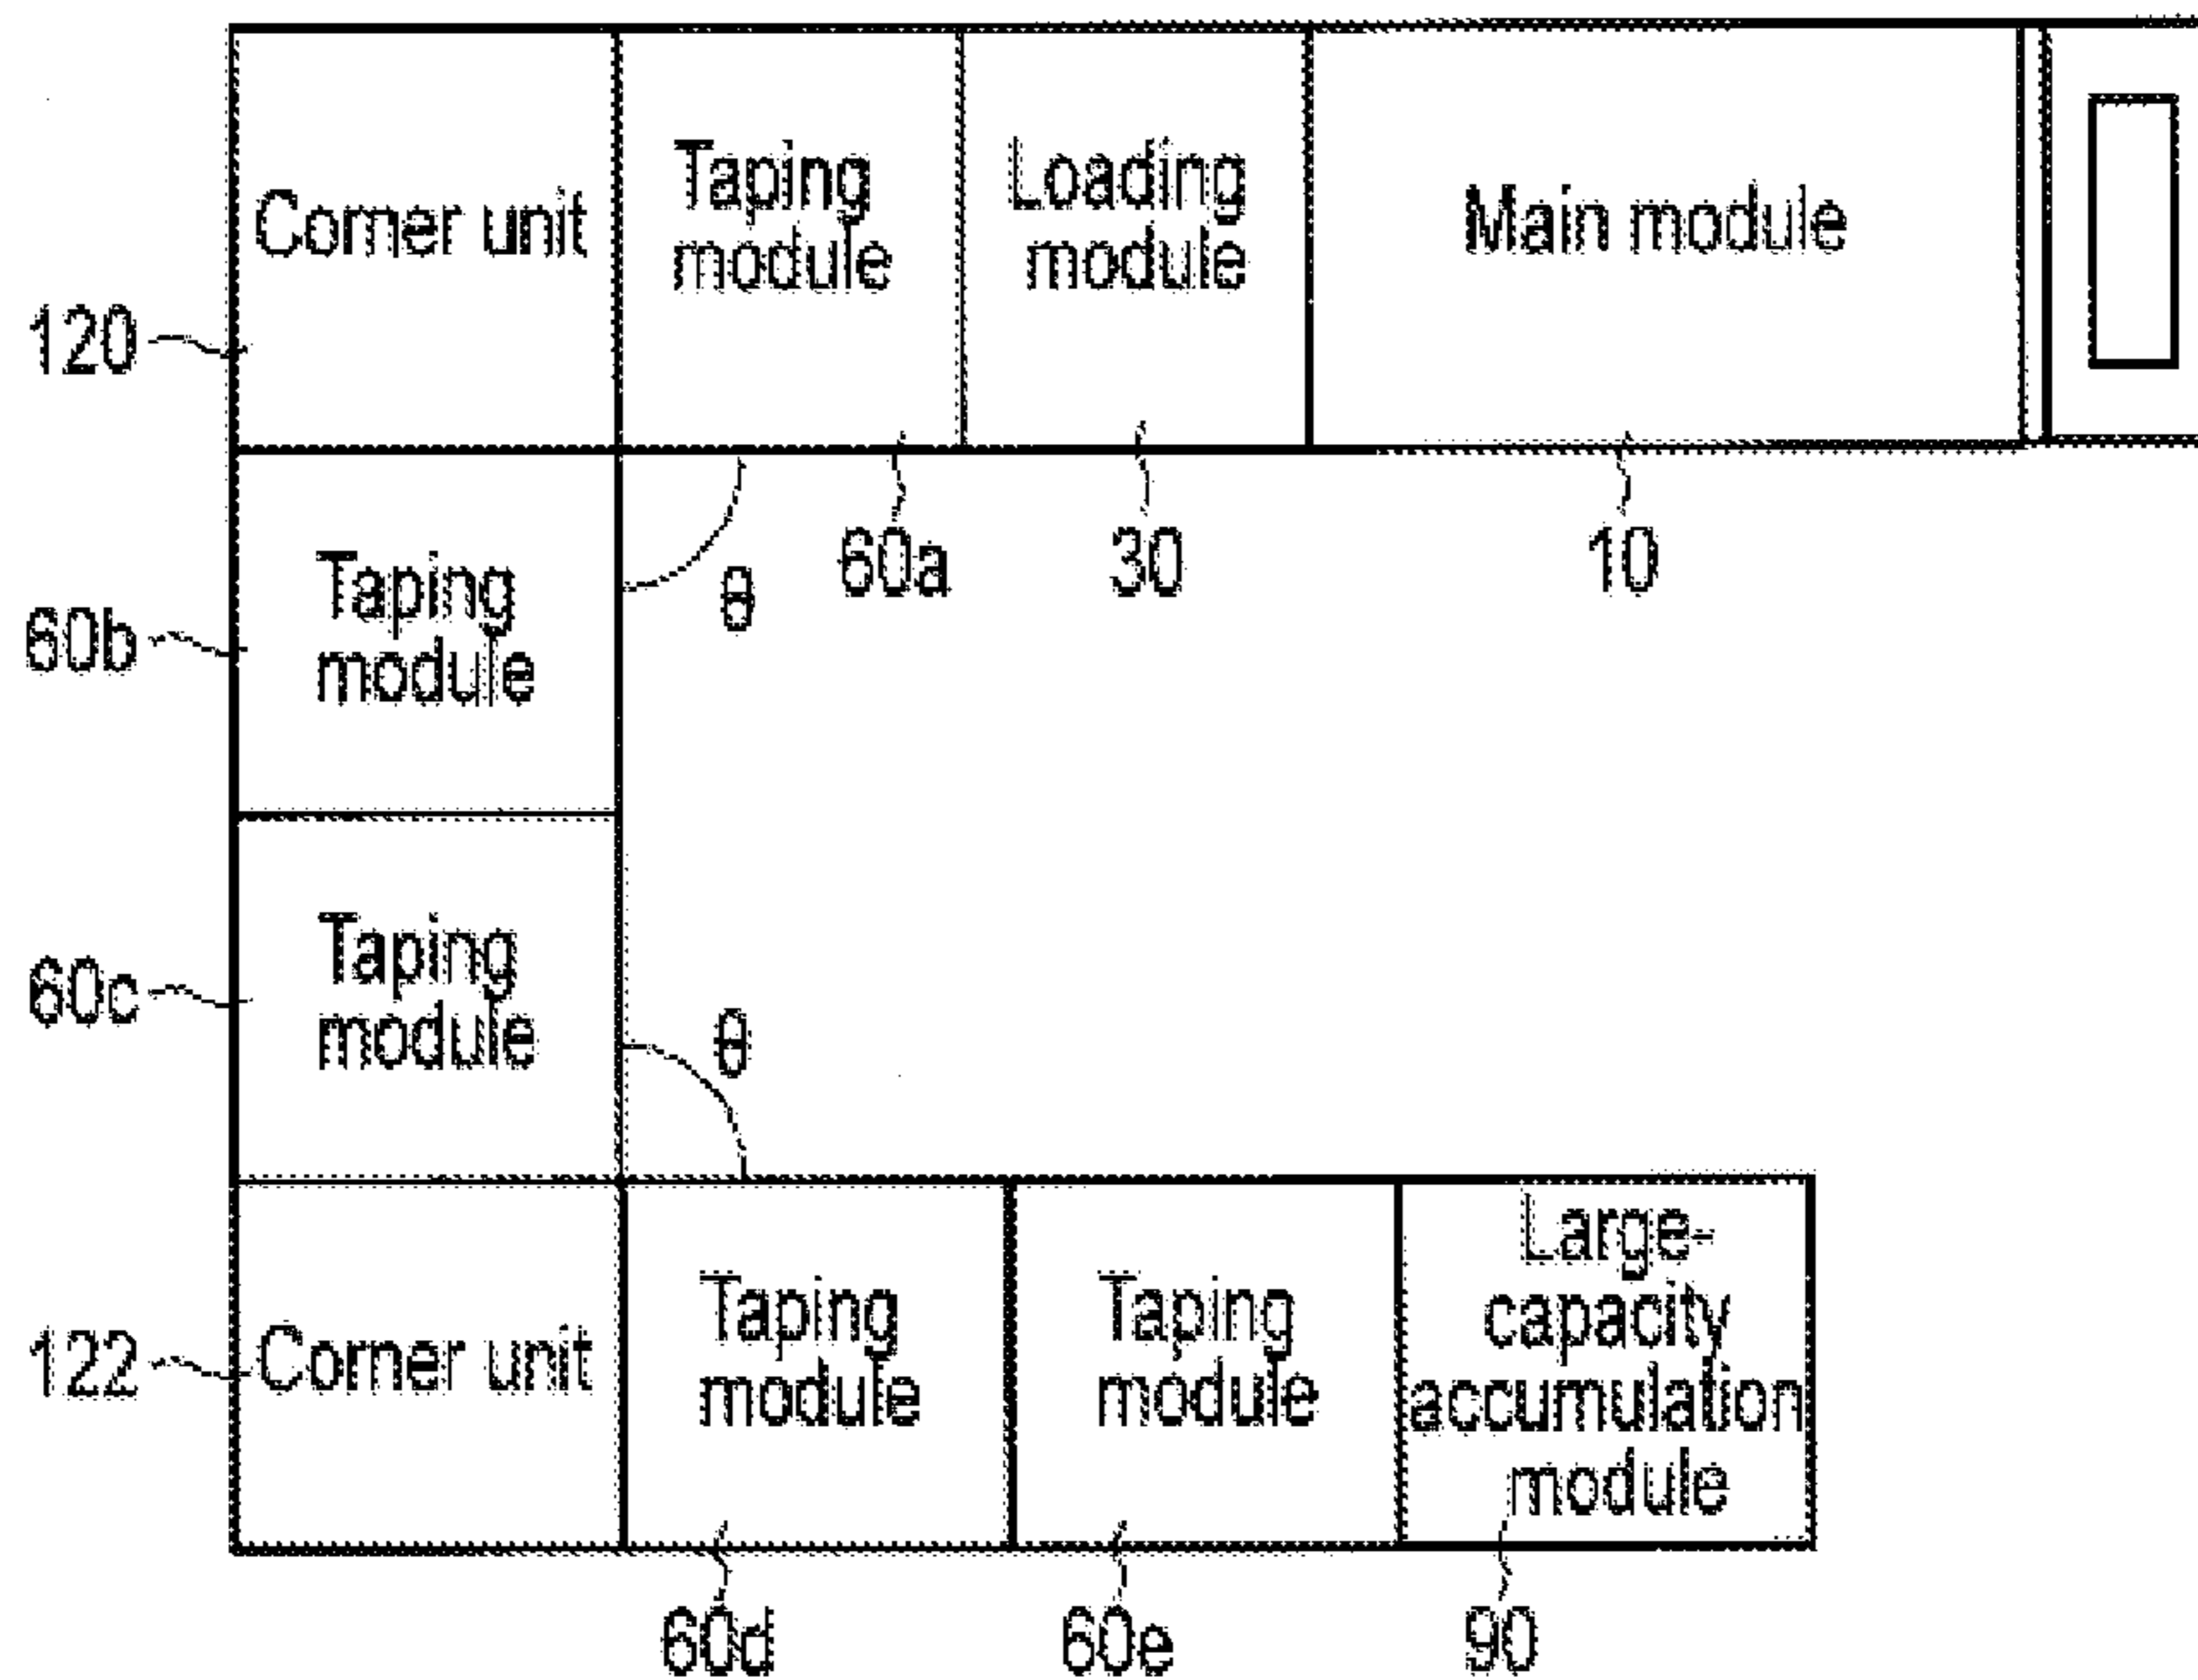 Corner unit
Taping
module
Loading
module
Main module
120
60a
30
10
θ
Taping
module
60b
Taping
module
60c
θ
Corner unit
122
Taping
module
Taping
module
Large-
capacity
accumulation
module
60d
60e
90